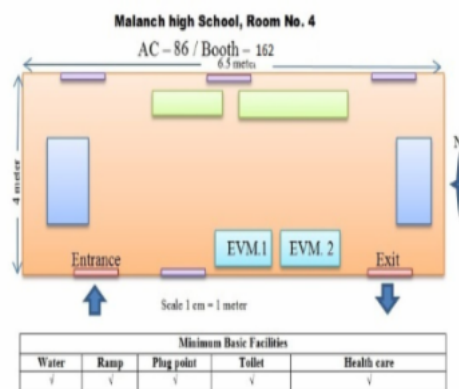 Malanch high School, Room No. 4
AC – 86 / Booth – 162
6.5 meter
4 meter
N
EVM.1 EVM. 2
Entrance Exit
Scale 1 cm = 1 meter
Minimum Basic Facilities
Water Ramp Plug point Toilet Health care
√ √ √ √ √